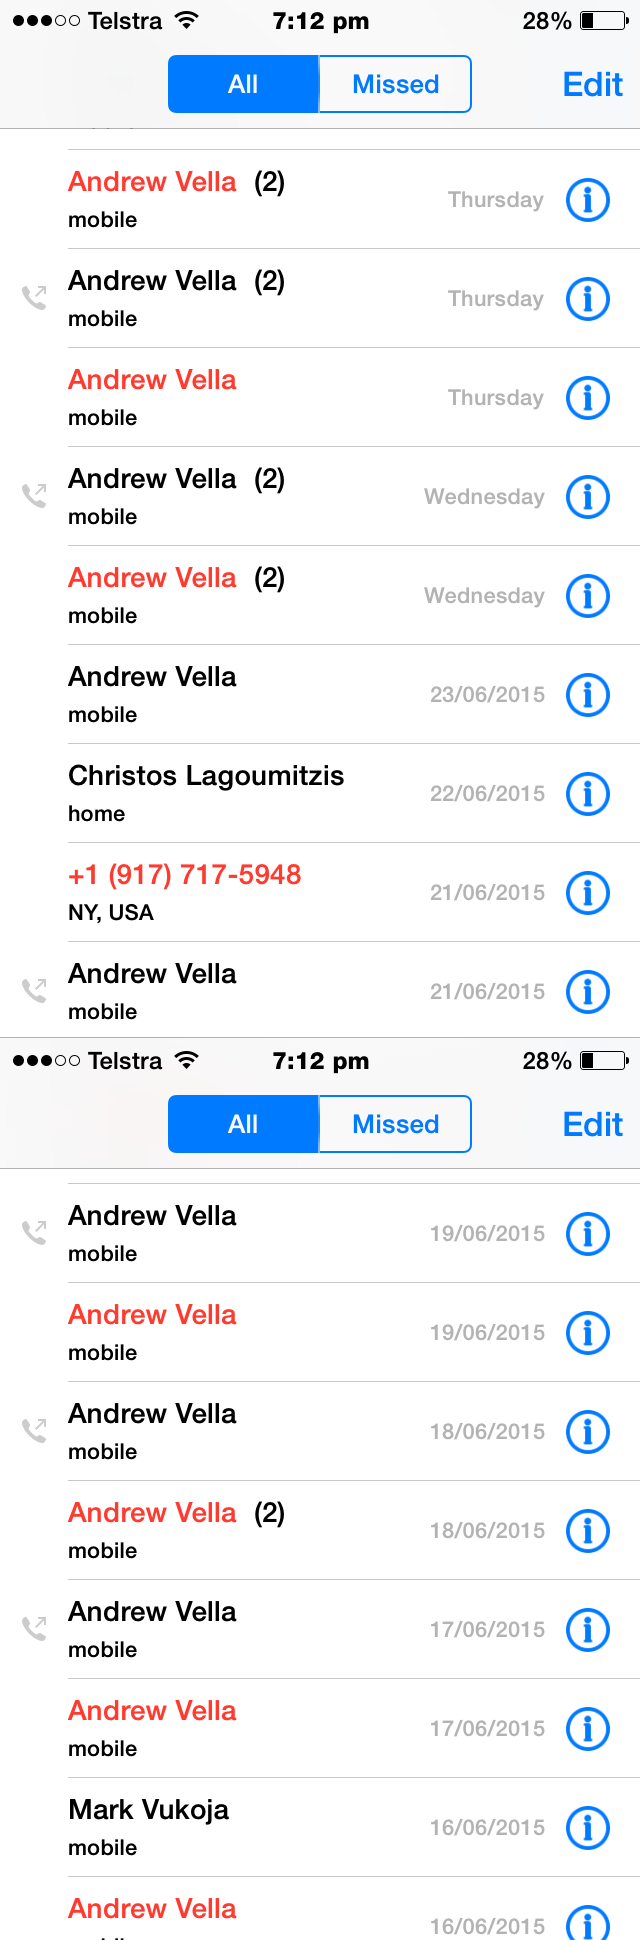 Telstra 7:12 pm 28%
All Missed Edit
Andrew Vella (2)
mobile
Thursday
Andrew Vella (2)
mobile
Thursday
Andrew Vella
mobile
Thursday
Andrew Vella (2)
mobile
Wednesday
Andrew Vella (2)
mobile
Wednesday
Andrew Vella
mobile
23/06/2015
Christos Lagoumitzis
home
22/06/2015
+1 (917) 717-5948
NY, USA
21/06/2015
Andrew Vella
mobile
21/06/2015
Telstra 7:12 pm 28%
All Missed Edit
Andrew Vella
mobile
19/06/2015
Andrew Vella
mobile
19/06/2015
Andrew Vella
mobile
18/06/2015
Andrew Vella (2)
mobile
18/06/2015
Andrew Vella
mobile
17/06/2015
Andrew Vella
mobile
17/06/2015
Mark Vukoja
mobile
16/06/2015
Andrew Vella
16/06/2015